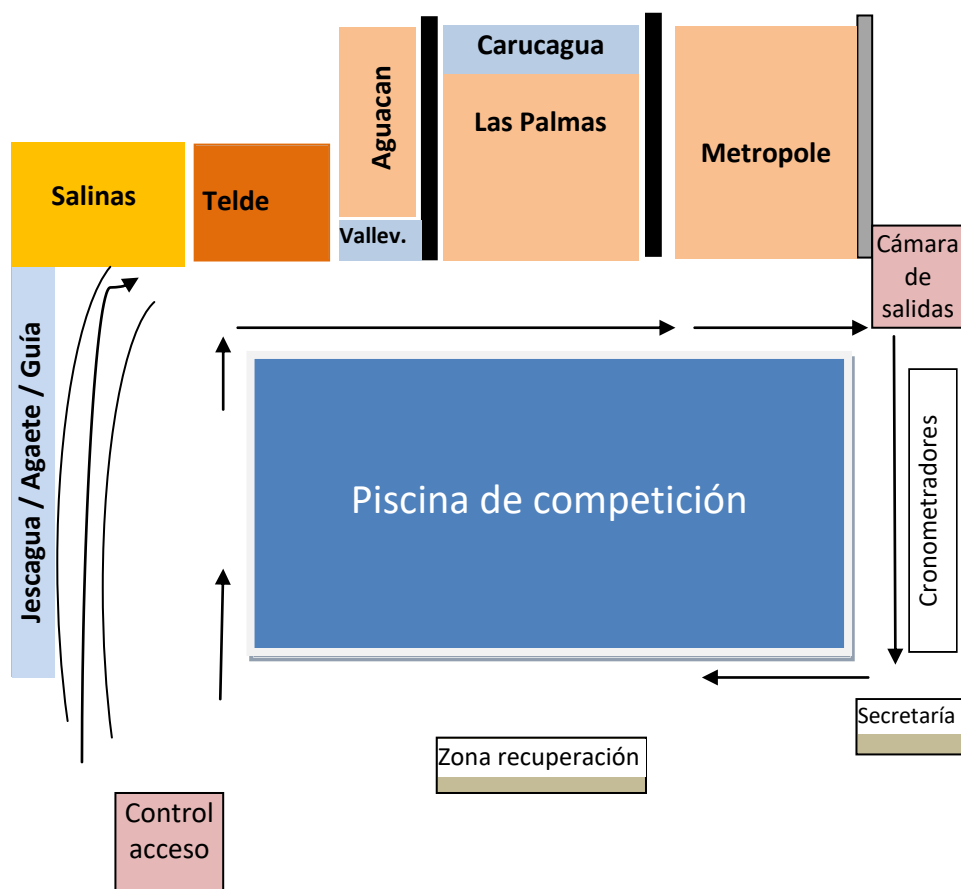 Carucagua
Las Palmas
Aguacan
Metropole
Salinas
Telde
Vallev.
Cámara
de
salidas
Jescagua / Agaete / Guía
Piscina de competición
Cronometradores
Secretaría
Zona recuperación
Control
acceso